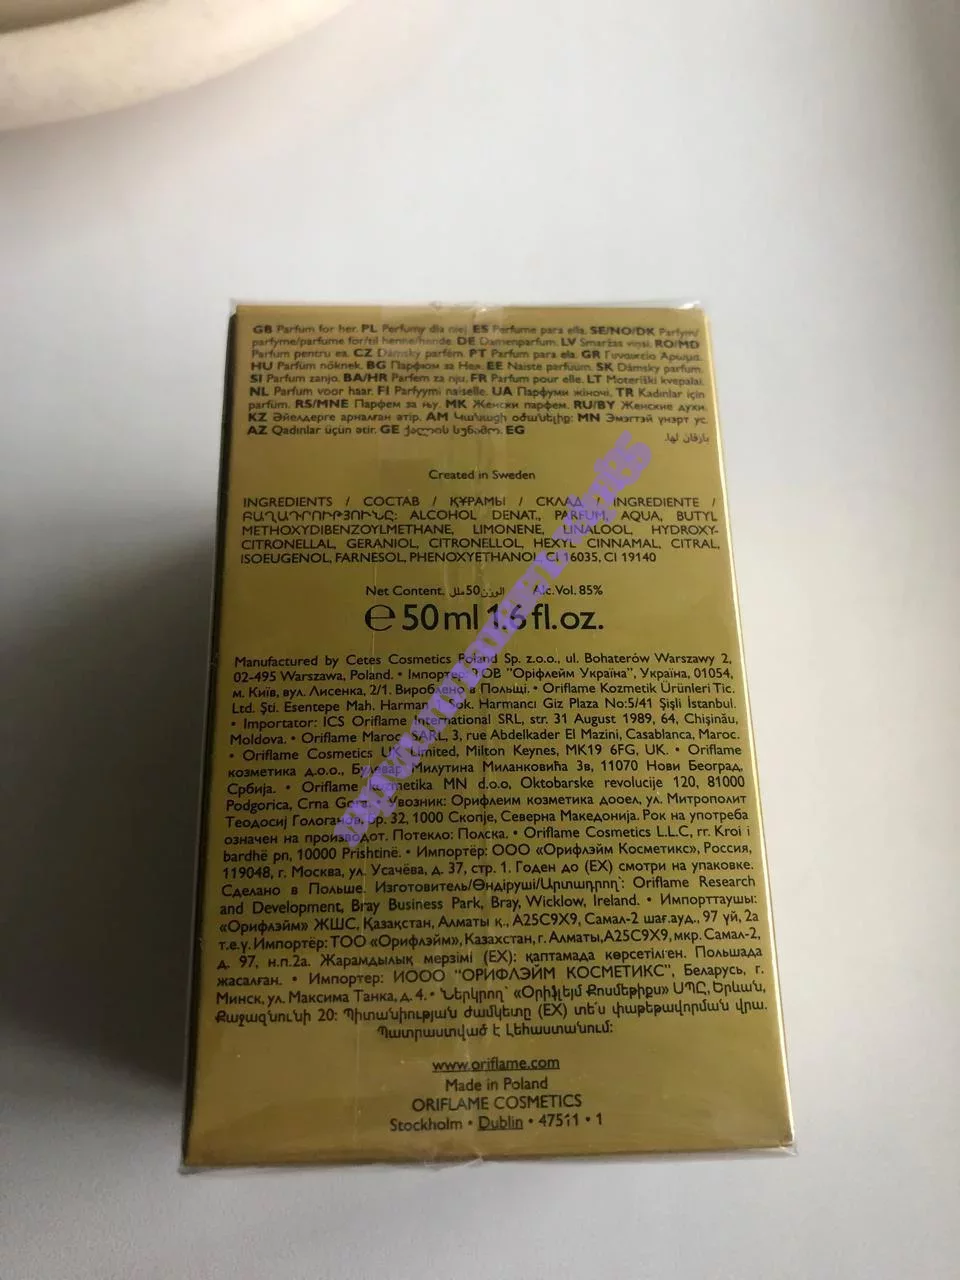 GB Parfum for her. PL Perfumy dla niej. ES Perfume para ella. SE/NO/DK Parfym/
parfyme/parfume for/til henne/hende. DE Damenparfum. LV Smaržas viņai. RO/MD
Parfum pentru ea. CZ Dámský parfém. PT Parfum para ela. GR Γυναικείο Άρωμα.
HU Parfüm nőknek. BG Парфюм за Нея. EE Naiste parfüüm. SK Dámsky parfum.
SI Parfum zanjo. BA/HR Parfem za nju. FR Parfum pour elle. LT Moteriški kvepalai.
NL Parfum voor haar. FI Parfyymi naiselle. UA Парфуми жіночі. TR Kadınlar için
parfüm. RS/MNE Парфем за њу. MK Женски парфем. RU/BY Женские духи.
KZ Әйелдерге арналған әтір. AM Կանացի օծանելիք: MN Эмэгтэй үнэрт ус.
AZ Qadınlar üçün ətir. GE ქალის სუნამო. EG
بارفان لها.
Created in Sweden
INGREDIENTS / СОСТАВ / ҚҰРАМЫ / СКЛАД / INGREDIENTE /
ԲԱՂԱԴՐՈՒԹՅՈՒՆԸ: ALCOHOL DENAT., PARFUM, AQUA, BUTYL
METHOXYDIBENZOYLMETHANE, LIMONENE, LINALOOL, HYDROXY-
CITRONELLAL, GERANIOL, CITRONELLOL, HEXYL CINNAMAL, CITRAL,
ISOEUGENOL, FARNESOL, PHENOXYETHANOL, CI 16035, CI 19140
Net Content. الوزن50 ملل Alc.Vol. 85%
℮ 50 ml 1.6 fl.oz.
Manufactured by Cetes Cosmetics Poland Sp. z.o.o., ul. Bohaterów Warszawy 2,
02-495 Warszawa, Poland. • Імпортер: ТОВ "Оріфлейм Україна", Україна, 01054,
м. Київ, вул. Лисенка, 2/1. Вироблено в Польщі. • Oriflame Kozmetik Ürünleri Tic.
Ltd. Şti. Esentepe Mah. Harman Sok. Harmancı Giz Plaza No:5/41 Şişli İstanbul.
• Importator: ICS Oriflame International SRL, str. 31 August 1989, 64, Chişinău,
Moldova. • Oriflame Maroc SARL, 3, rue Abdelkader El Mazini, Casablanca, Maroc.
• Oriflame Cosmetics UK Limited, Milton Keynes, MK19 6FG, UK. • Oriflame
козметика д.о.о., Булевар Милутина Миланковића 3в, 11070 Нови Београд,
Србија. • Oriflame kozmetika MN d.o.o, Oktobarske revolucije 120, 81000
Podgorica, Crna Gora. • Увозник: Орифлеим козметика дооел, ул. Митрополит
Теодосиј Гологанов, бр. 32, 1000 Скопје, Северна Македонија. Рок на употреба
означен на производот. Потекло: Полска. • Oriflame Cosmetics L.L.C, rr. Kroi i
bardhë pn, 10000 Prishtinë. • Импортёр: ООО «Орифлэйм Косметикс», Россия,
119048, г. Москва, ул. Усачёва, д. 37, стр. 1. Годен до (EX) смотри на упаковке.
Сделано в Польше. Изготовитель/Өндіруші/Արտադրող՝: Oriflame Research
and Development, Bray Business Park, Bray, Wicklow, Ireland. • Импорттаушы:
«Орифлэйм» ЖШС, Қазақстан, Алматы қ., A25C9X9, Самал-2 шағ.ауд., 97 үй, 2а
т.е.ү. Импортёр: ТОО «Орифлэйм», Казахстан, г. Алматы, A25C9X9, мкр. Самал-2,
д. 97, н.п.2а. Жарамдылық мерзімі (EX): қаптамада көрсетілген. Польшада
жасалған. • Импортер: ИООО "ОРИФЛЭЙМ КОСМЕТИКС", Беларусь, г.
Минск, ул. Максима Танка, д. 4. • Ներկրող՝ «Օրիֆլեյմ Քոսմեթիքս» ՍՊԸ, Երևան,
Քաջազնունի 20: Պիտանիության ժամկետը (EX) տե՛ս փաթեթավորման վրա.
Պատրաստված է Լեհաստանում:
www.oriflame.com
Made in Poland
ORIFLAME COSMETICS
Stockholm • Dublin • 47511 • 1